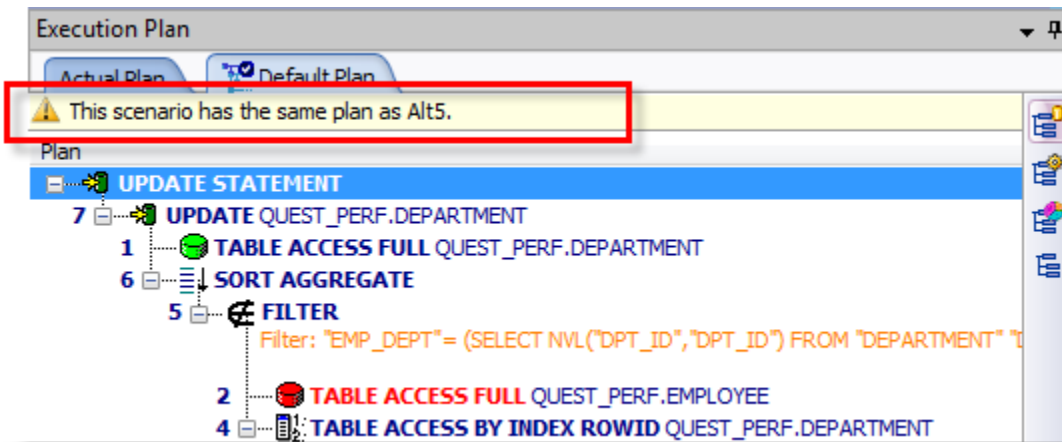 Execution Plan
Actual Plan Default Plan
This scenario has the same plan as Alt5.
Plan
UPDATE STATEMENT
7 UPDATE QUEST_PERF.DEPARTMENT
1 TABLE ACCESS FULL QUEST_PERF.DEPARTMENT
6 SORT AGGREGATE
5 FILTER
Filter: "EMP_DEPT"= (SELECT NVL("DPT_ID","DPT_ID") FROM "DEPARTMENT"
2 TABLE ACCESS FULL QUEST_PERF.EMPLOYEE
4 TABLE ACCESS BY INDEX ROWID QUEST_PERF.DEPARTMENT